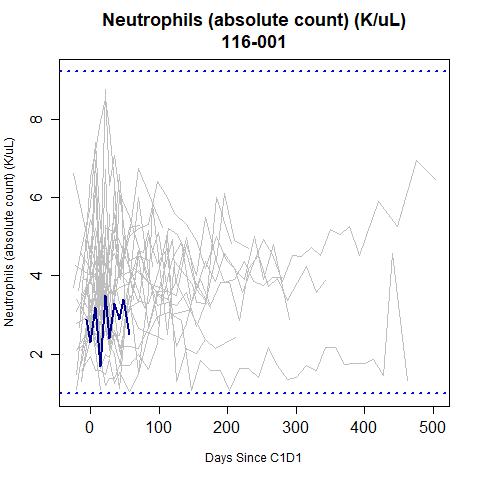 Neutrophils (absolute count) (K/uL)
116-001
Neutrophils (absolute count) (K/uL)
8
6
4
2
0 100 200 300 400 500
Days Since C1D1